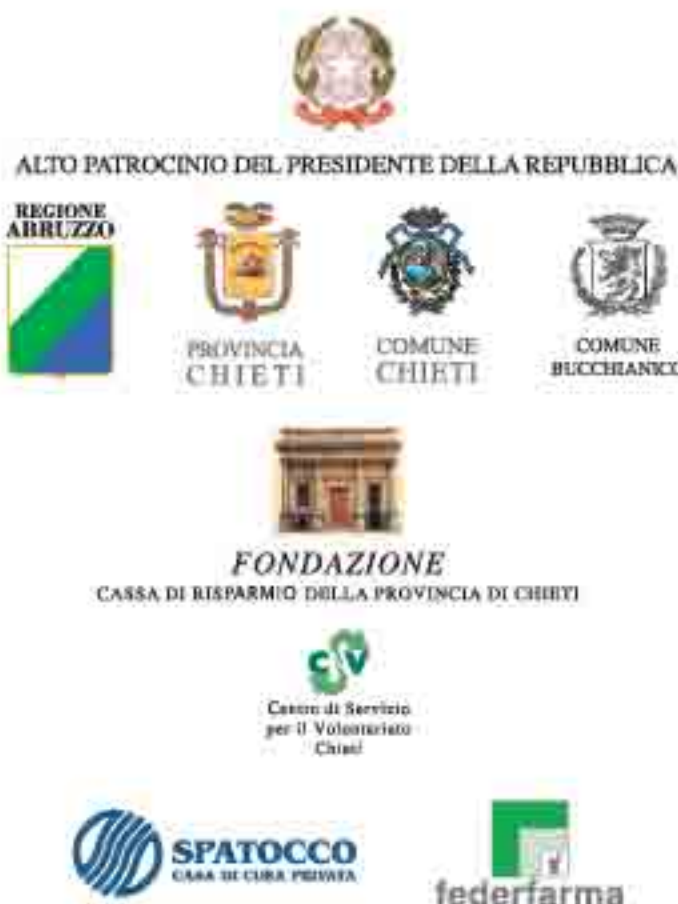 ALTO PATROCINIO DEL PRESIDENTE DELLA REPUBBLICA
REGIONE
ABRUZZO
PROVINCIA
CHIETI
COMUNE
CHIETI
COMUNE
BUCCHIANICO
FONDAZIONE
CASSA DI RISPARMIO DELLA PROVINCIA DI CHIETI
CSV
Centro di Servizio
per il Volontariato
Chieti
SPATOCCO
CASA DI CURA PRIVATA
federfarma